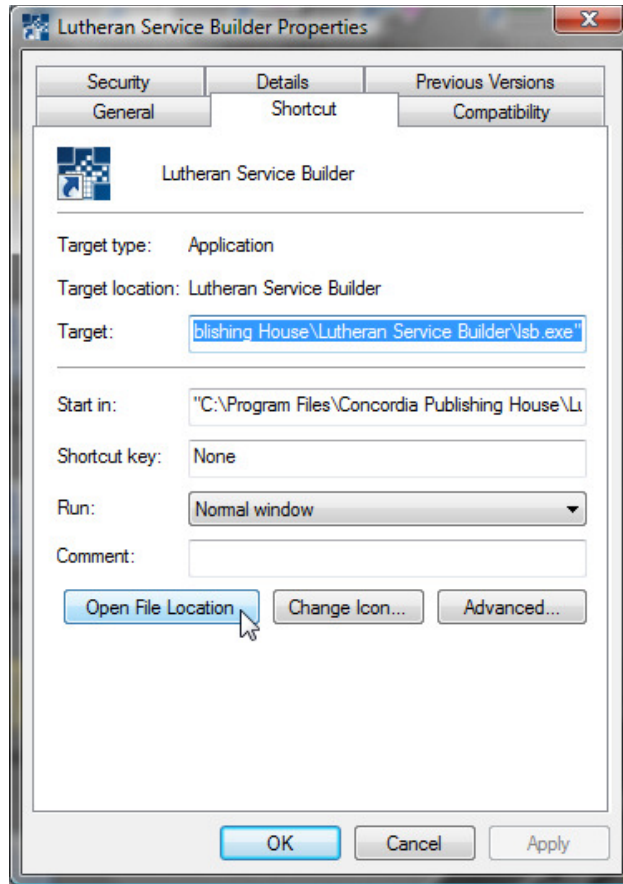 Lutheran Service Builder Properties
Security Details Previous Versions
General Shortcut Compatibility
Lutheran Service Builder
Target type: Application
Target location: Lutheran Service Builder
Target: blishing House\Lutheran Service Builder\lsb.exe"
Start in: "C:\Program Files\Concordia Publishing House\Lu
Shortcut key: None
Run: Normal window
Comment:
Open File Location Change Icon... Advanced...
OK Cancel Apply